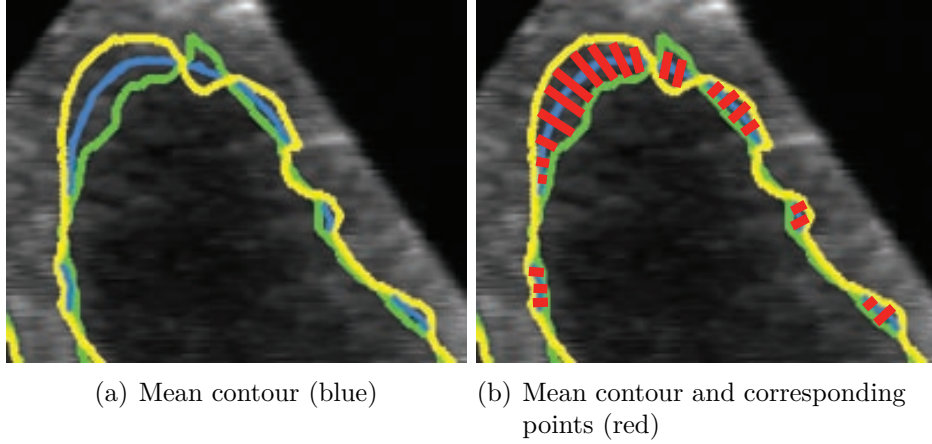 (a) Mean contour (blue)
(b) Mean contour and corresponding
points (red)